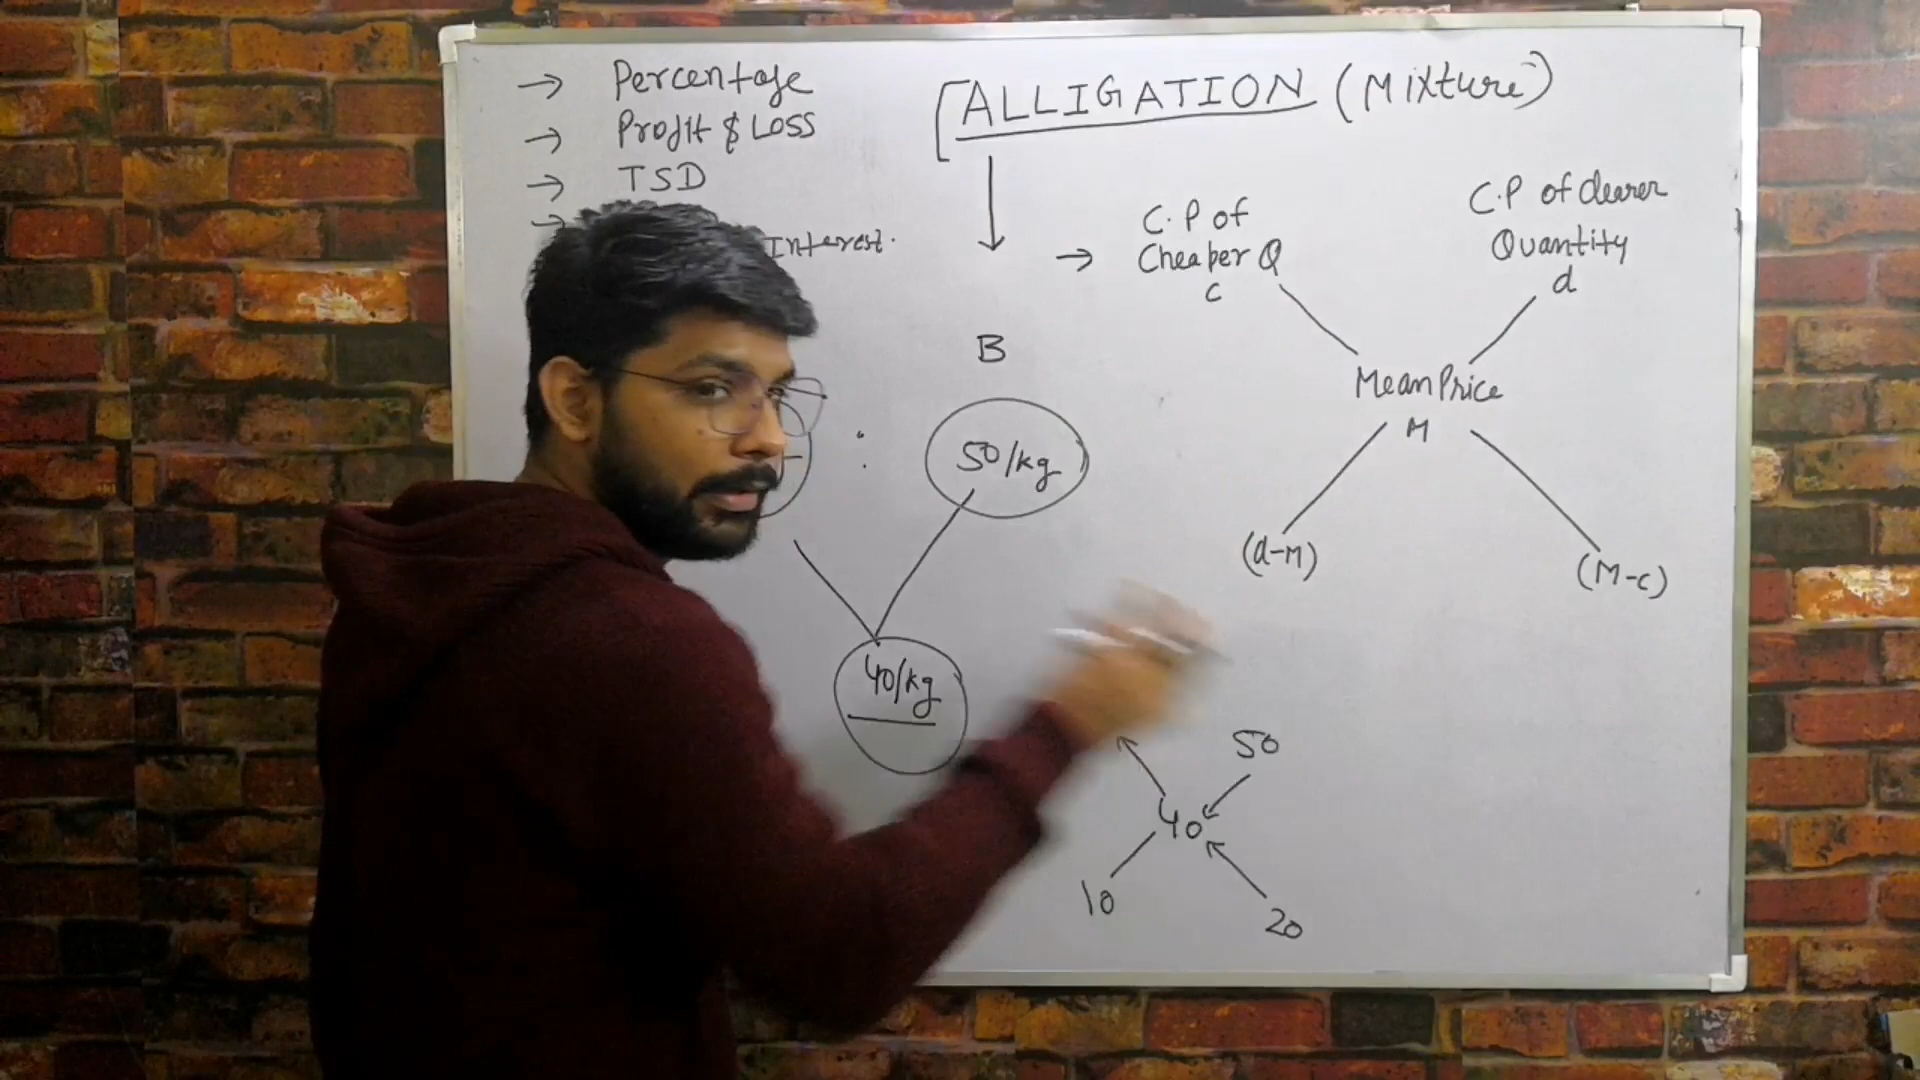 → Percentage
→ Profit & Loss
→ TSD
→
Interest.
ALLIGATION (Mixture)
→ C.P of
Cheaper Q
c
C.P of dearer
Quantity
d
Mean Price
M
(d-M)
(M-c)
B
:
50/kg
40/kg
50
40
10
20